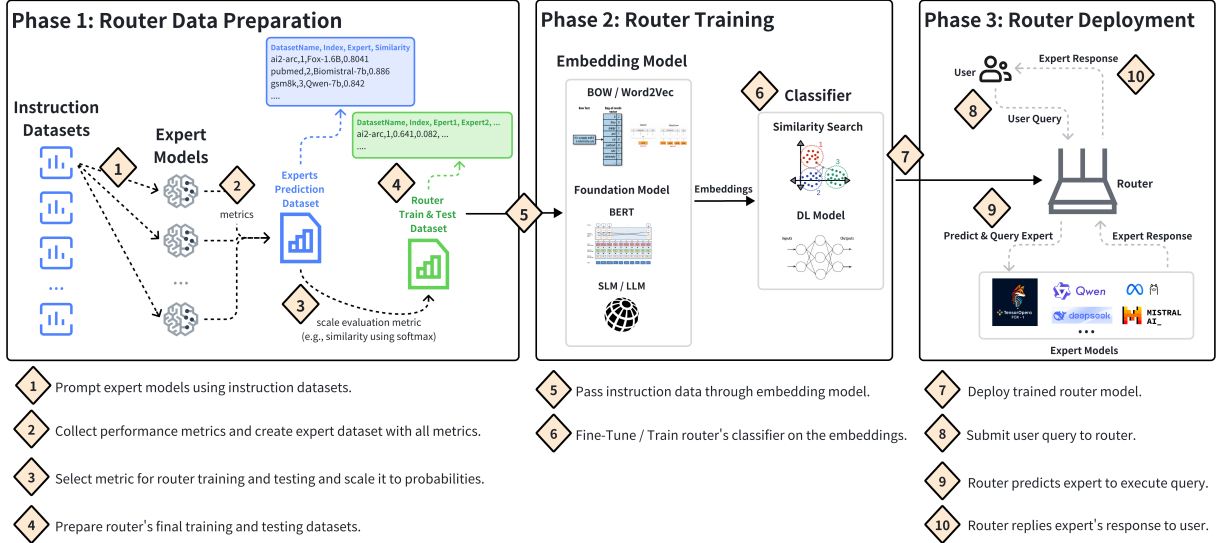 Phase 1: Router Data Preparation
DatasetName, Index, Expert, Similarity
ai2-arc,1,Fox-1.6B,0.8041
pubmed,2,Biomistral-7b,0.886
gsm8k,3,Qwen-7b,0.842
....
DatasetName, Index, Epert1, Expert2, ...
ai2-arc,1,0.641,0.082, ...
....
Instruction
Datasets
...
Expert
Models
...
1
2
metrics
Experts
Prediction
Dataset
3
scale evaluation metric
(e.g., similarity using softmax)
4
Router
Train & Test
Dataset
5
Phase 2: Router Training
Embedding Model
BOW / Word2Vec
Foundation Model
BERT
SLM / LLM
Embeddings
6
Classifier
Similarity Search
1
2
3
DL Model
Inputs
Outputs
7
Phase 3: Router Deployment
User
Expert Response
10
8
User Query
Router
9
Predict & Query Expert
Expert Response
TensorOpera
FOX - 1
Qwen
deepseek
MISTRAL
AI_
...
Expert Models
1 Prompt expert models using instruction datasets.
2 Collect performance metrics and create expert dataset with all metrics.
3 Select metric for router training and testing and scale it to probabilities.
4 Prepare router's final training and testing datasets.
5 Pass instruction data through embedding model.
6 Fine-Tune / Train router's classifier on the embeddings.
7 Deploy trained router model.
8 Submit user query to router.
9 Router predicts expert to execute query.
10 Router replies expert's response to user.